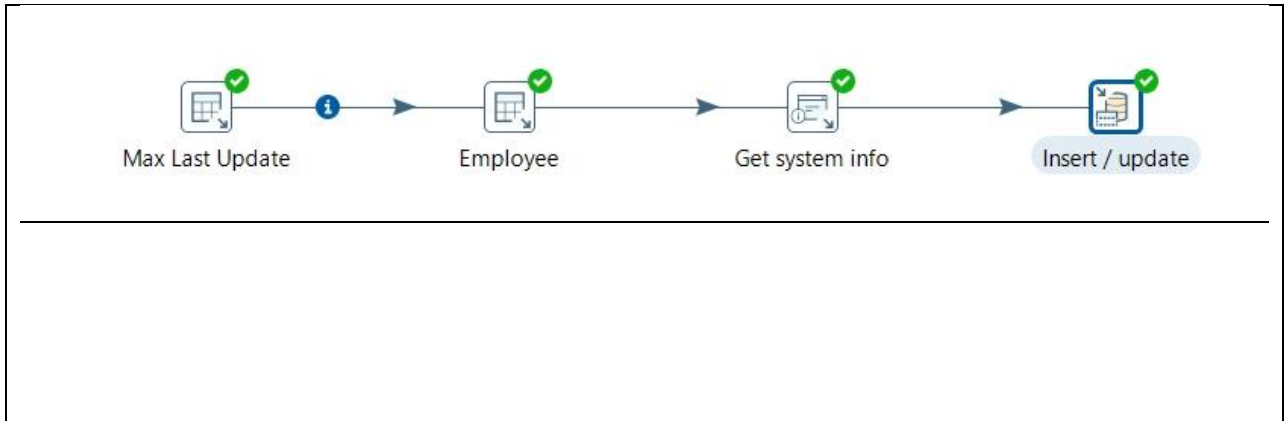 Max Last Update
Employee
Get system info
Insert / update